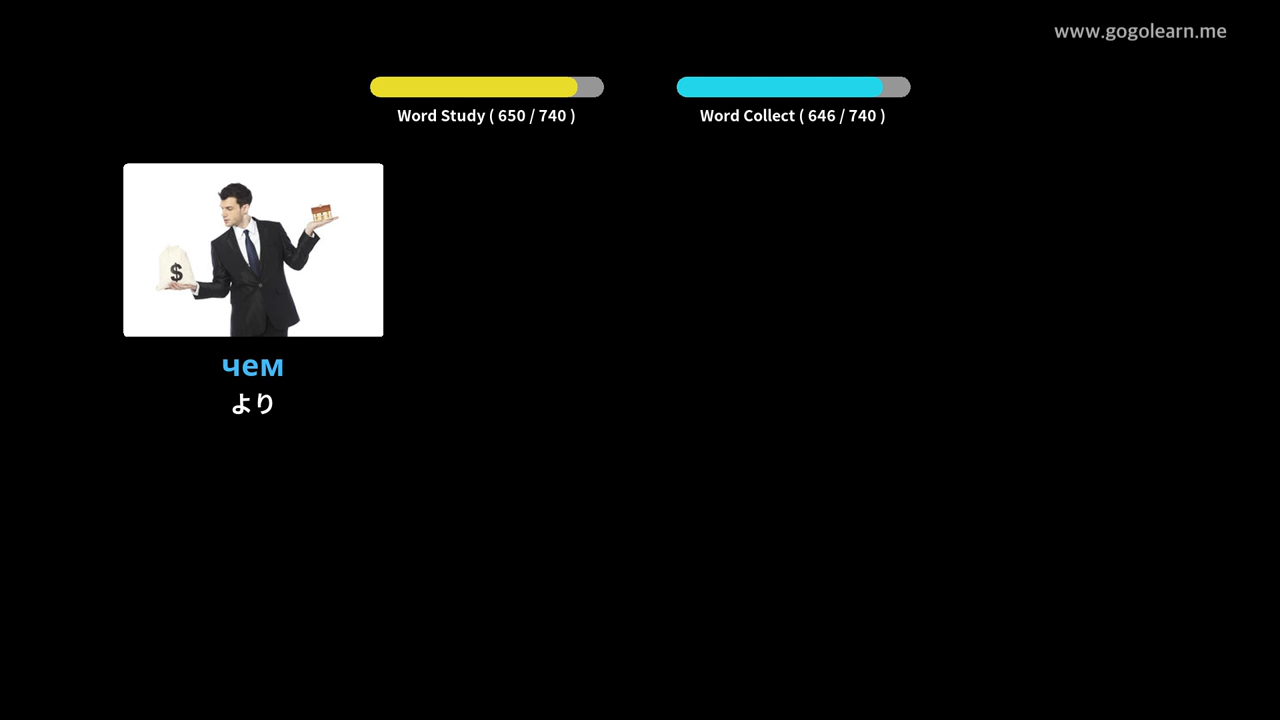 www.gogolearn.me
Word Study ( 650 / 740 )
Word Collect ( 646 / 740 )
$
чем
より